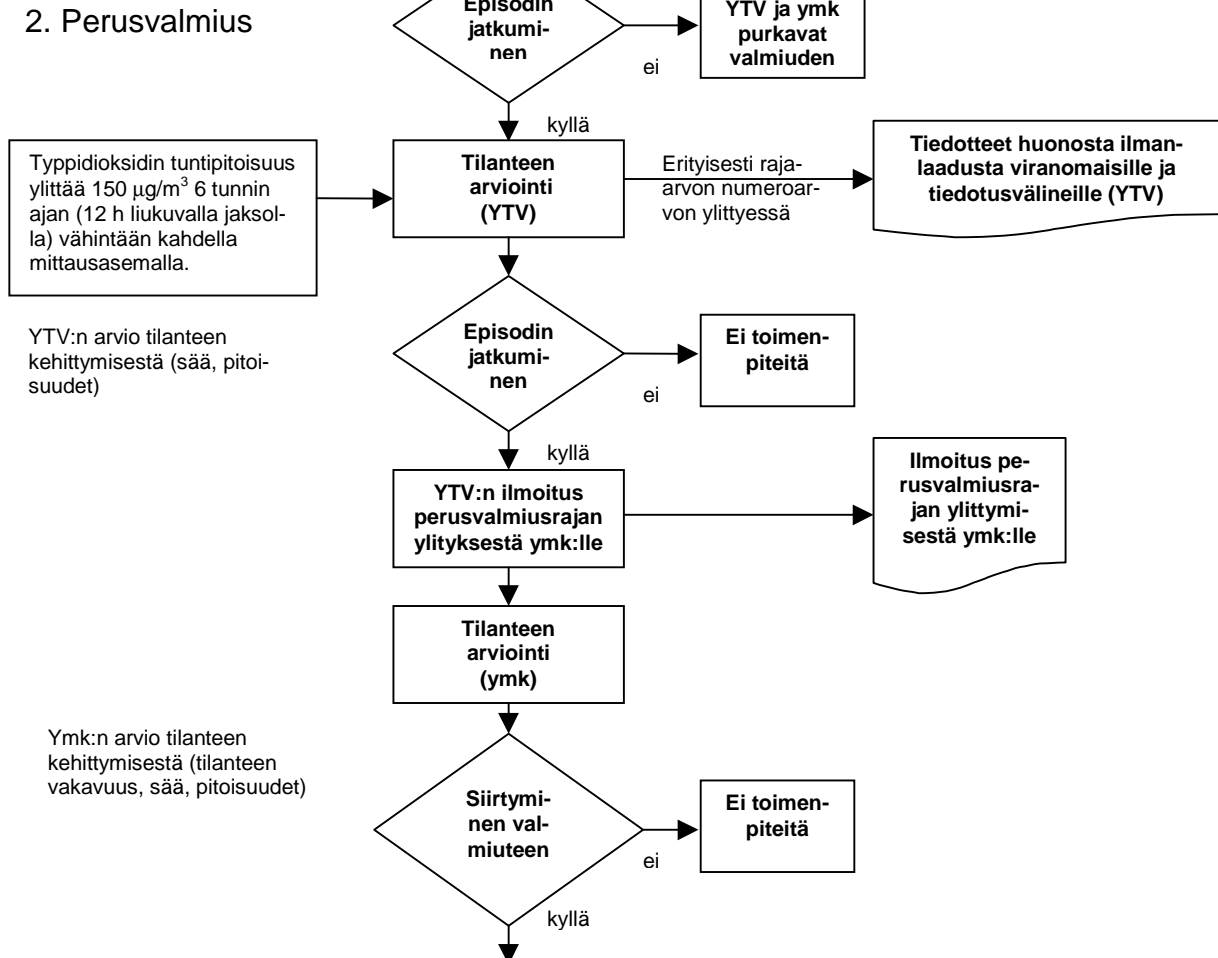 2. Perusvalmius
Episodin
jatkumi-
nen
YTV ja ymk
purkavat
valmiuden
ei
kyllä
Typpidioksidin tuntipitoisuus
ylittää 150 µg/m³ 6 tunnin
ajan (12 h liukuvalla jaksol-
la) vähintään kahdella
mittausasemalla.
Tilanteen
arviointi
(YTV)
Erityisesti raja-
arvon numeroar-
von ylittyessä
Tiedotteet huonosta ilman-
laadusta viranomaisille ja
tiedotusvälineille (YTV)
YTV:n arvio tilanteen
kehittymisestä (sää, pitoi-
suudet)
Episodin
jatkumi-
nen
Ei toimen-
piteitä
ei
kyllä
YTV:n ilmoitus
perusvalmiusrajan
ylityksestä ymk:lle
Ilmoitus pe-
rusvalmiusra-
jan ylittymi-
sestä ymk:lle
Tilanteen
arviointi
(ymk)
Ymk:n arvio tilanteen
kehittymisestä (tilanteen
vakavuus, sää, pitoisuudet)
Siirtymi-
nen val-
miuteen
Ei toimen-
piteitä
ei
kyllä